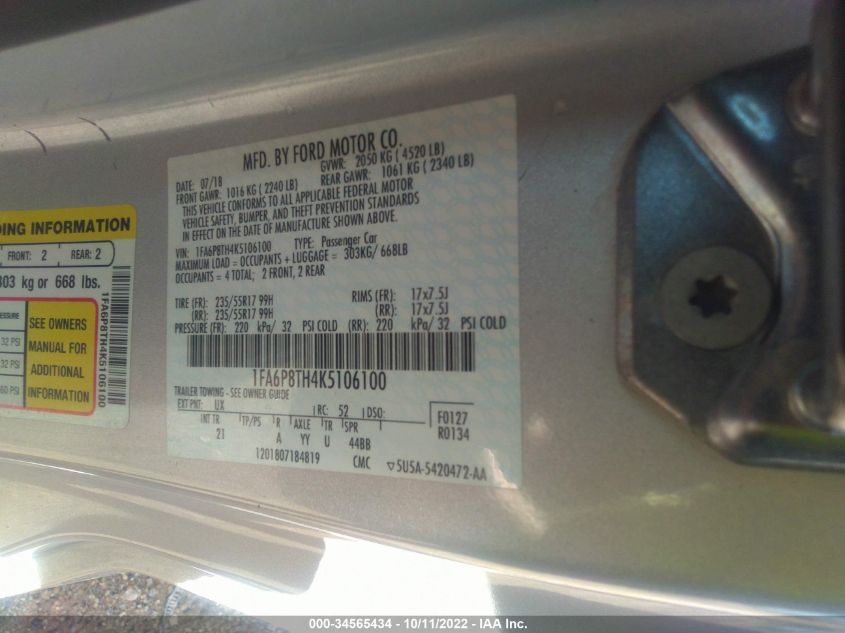 MFD. BY FORD MOTOR CO.
DATE: 07/18 GVWR: 2050 KG ( 4520 LB)
FRONT GAWR: 1016 KG ( 2240 LB) REAR GAWR: 1061 KG ( 2340 LB)
THIS VEHICLE CONFORMS TO ALL APPLICABLE FEDERAL MOTOR
VEHICLE SAFETY, BUMPER, AND THEFT PREVENTION STANDARDS
IN EFFECT ON THE DATE OF MANUFACTURE SHOWN ABOVE.
VIN: 1FA6P8TH4K5106100 TYPE: Passenger Car
MAXIMUM LOAD = OCCUPANTS + LUGGAGE = 303KG/ 668LB
OCCUPANTS = 4 TOTAL; 2 FRONT, 2 REAR
TIRE (FR): 235/55R17 99H RIMS (FR): 17x7.5J
(RR): 235/55R17 99H (RR): 17x7.5J
PRESSURE (FR): 220 kPa/ 32 PSI COLD (RR): 220 kPa/ 32 PSI COLD
1FA6P8TH4K5106100
TRAILER TOWING - SEE OWNER GUIDE
EXT PNT: UX RC: 52 DSO:
INT TR TP/PS R AXLE TR SPR
21 A YY U 44BB
F0127
R0134
1201807184819 CMC ▽5U5A-5420472-AA
DING INFORMATION
FRONT: 2 REAR: 2
303 kg or 668 lbs.
PRESSURE
32 PSI
32 PSI
60 PSI
SEE OWNERS
MANUAL FOR
ADDITIONAL
INFORMATION
1FA6P8TH4K5106100
000-34565434 - 10/11/2022 - IAA Inc.